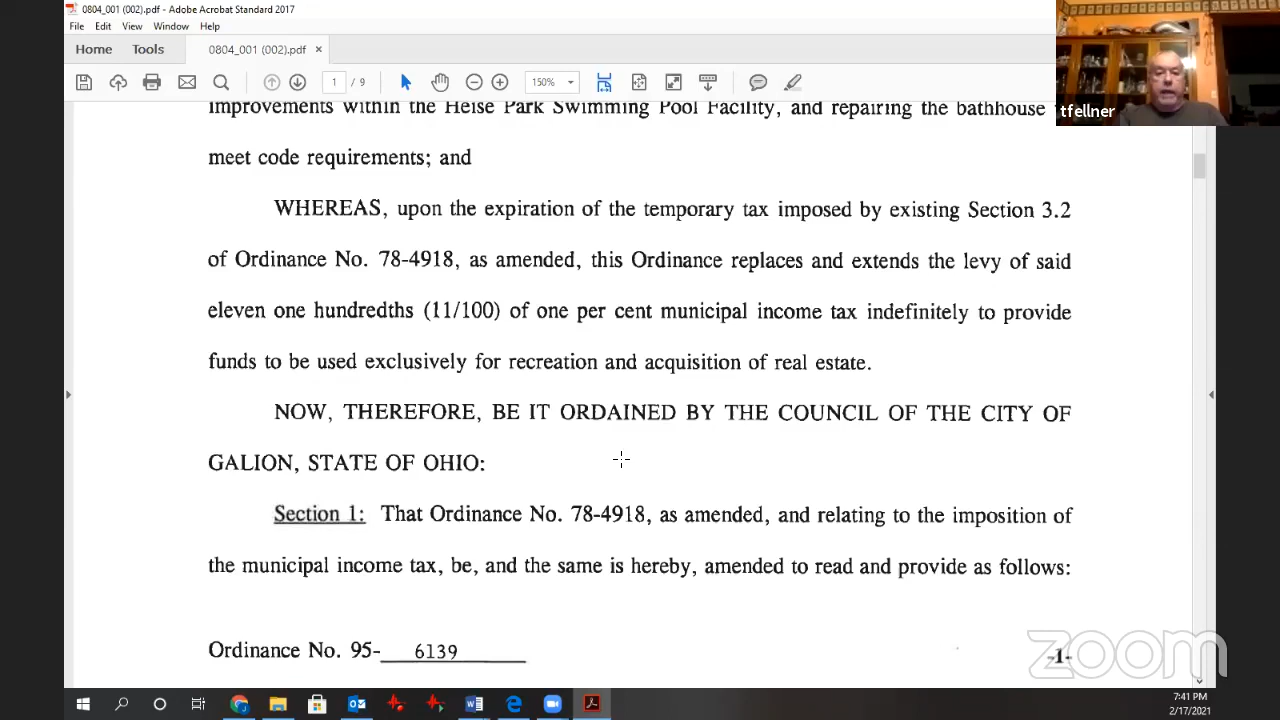 0804_001 (002).pdf - Adobe Acrobat Standard 2017
File Edit View Window Help
Home Tools 0804_001 (002).pdf ×
1 / 9 150%
tfellner
Improvements within the Heise Park Swimming Pool Facility, and repairing the bathhouse
meet code requirements; and
WHEREAS, upon the expiration of the temporary tax imposed by existing Section 3.2
of Ordinance No. 78-4918, as amended, this Ordinance replaces and extends the levy of said
eleven one hundredths (11/100) of one per cent municipal income tax indefinitely to provide
funds to be used exclusively for recreation and acquisition of real estate.
NOW, THEREFORE, BE IT ORDAINED BY THE COUNCIL OF THE CITY OF
GALION, STATE OF OHIO:
Section 1: That Ordinance No. 78-4918, as amended, and relating to the imposition of
the municipal income tax, be, and the same is hereby, amended to read and provide as follows:
Ordinance No. 95- 6139
-1-
zoom
7:41 PM
2/17/2021